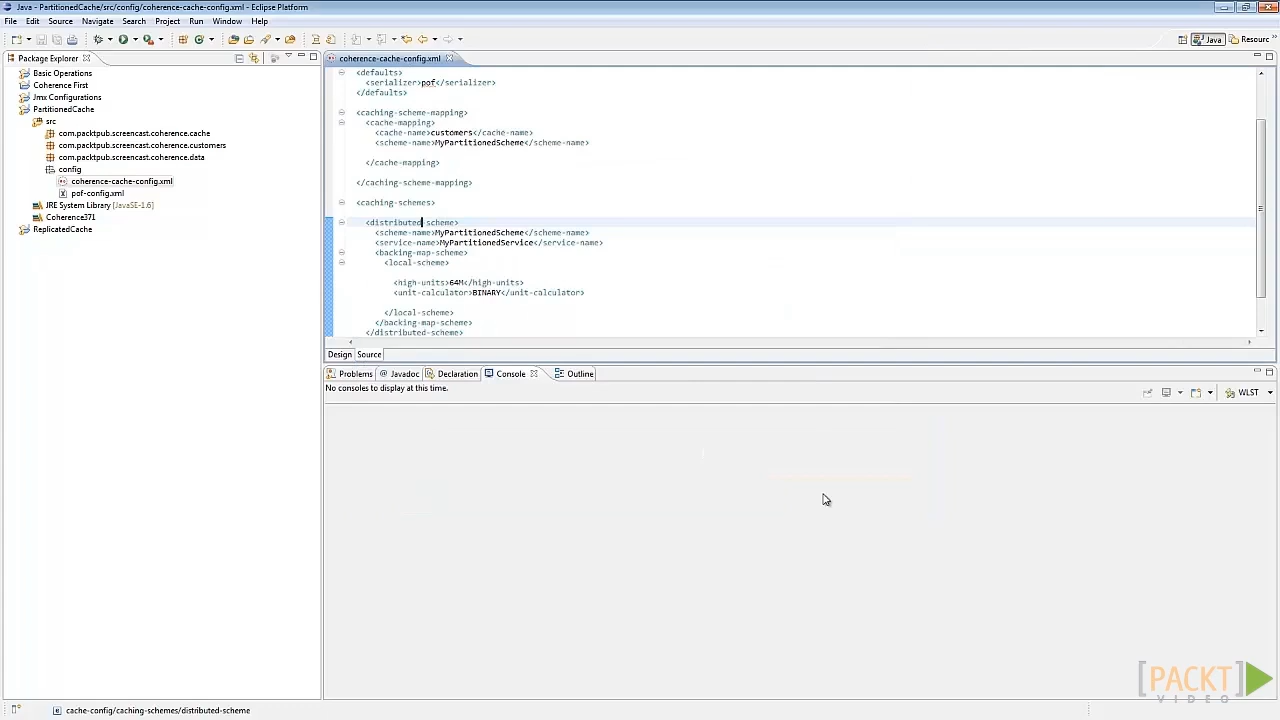 Java - PartitionedCache/src/config/coherence-cache-config.xml - Eclipse Platform
File Edit Source Navigate Search Project Run Window Help
Java Resourc
Package Explorer
Basic Operations
Coherence First
Jmx Configurations
PartitionedCache
src
com.packtpub.screencast.coherence.cache
com.packtpub.screencast.coherence.customers
com.packtpub.screencast.coherence.data
config
coherence-cache-config.xml
pof-config.xml
JRE System Library [JavaSE-1.6]
Coherence371
ReplicatedCache
coherence-cache-config.xml
<defaults>
<serializer>pof</serializer>
</defaults>
<caching-scheme-mapping>
<cache-mapping>
<cache-name>customers</cache-name>
<scheme-name>MyPartitionedScheme</scheme-name>
</cache-mapping>
</caching-scheme-mapping>
<caching-schemes>
<distributed-scheme>
<scheme-name>MyPartitionedScheme</scheme-name>
<service-name>MyPartitionedService</service-name>
<backing-map-scheme>
<local-scheme>
<high-units>64M</high-units>
<unit-calculator>BINARY</unit-calculator>
</local-scheme>
</backing-map-scheme>
</distributed-scheme>
Design Source
Problems @ Javadoc Declaration Console Outline
No consoles to display at this time.
WLST
[PACKT]
VIDEO
cache-config/caching-schemes/distributed-scheme